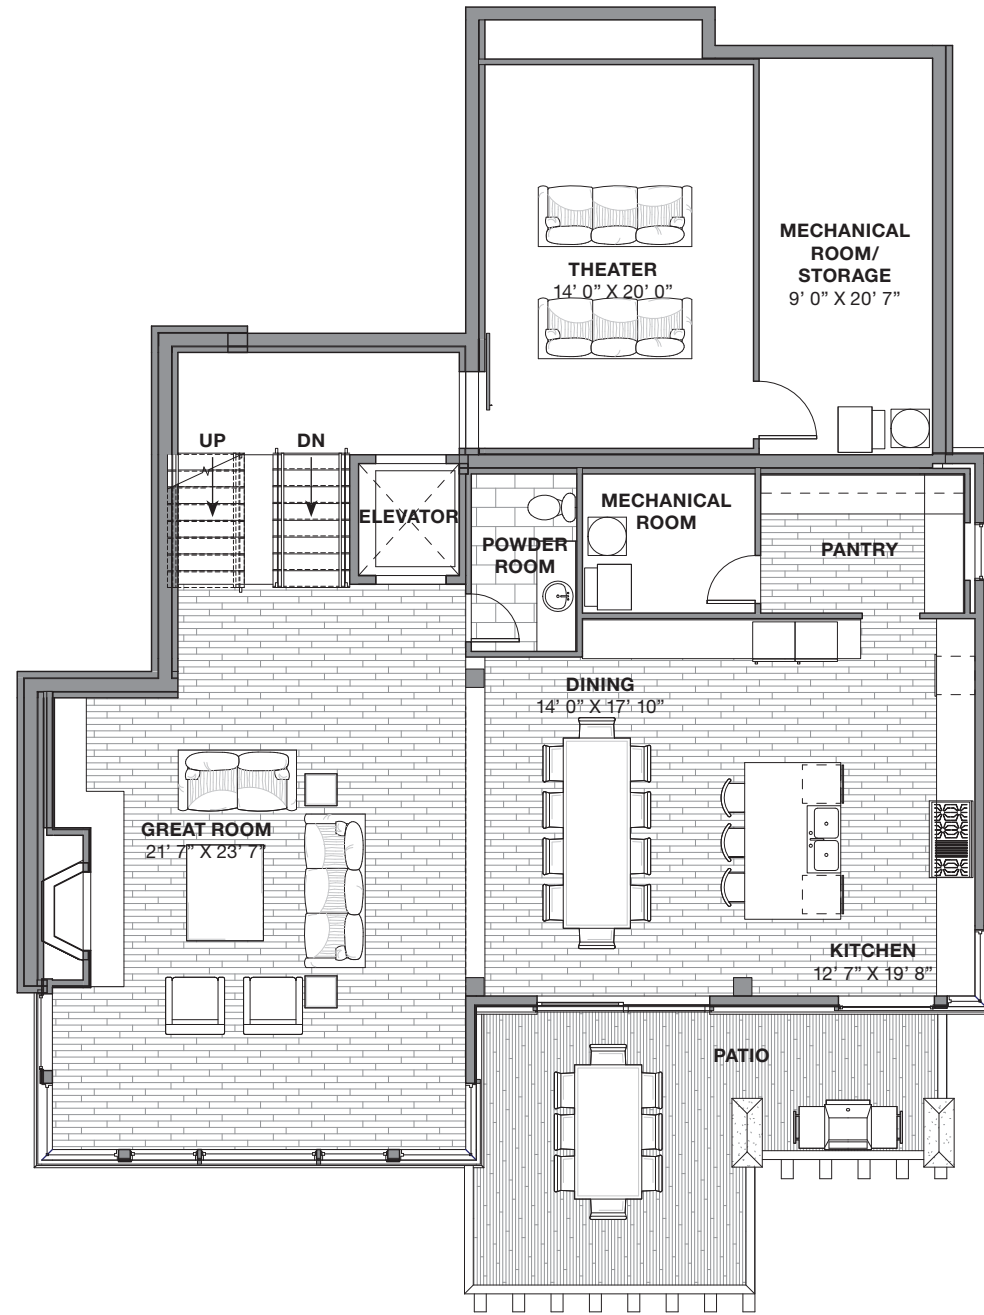 MECHANICAL
ROOM/
STORAGE
9’ 0” X 20’ 7”
THEATER
14’ 0” X 20’ 0”
UP
DN
ELEVATOR
POWDER
ROOM
MECHANICAL
ROOM
PANTRY
DINING
14’ 0” X 17’ 10”
GREAT ROOM
21’ 7” X 23’ 7”
KITCHEN
12’ 7” X 19’ 8”
PATIO